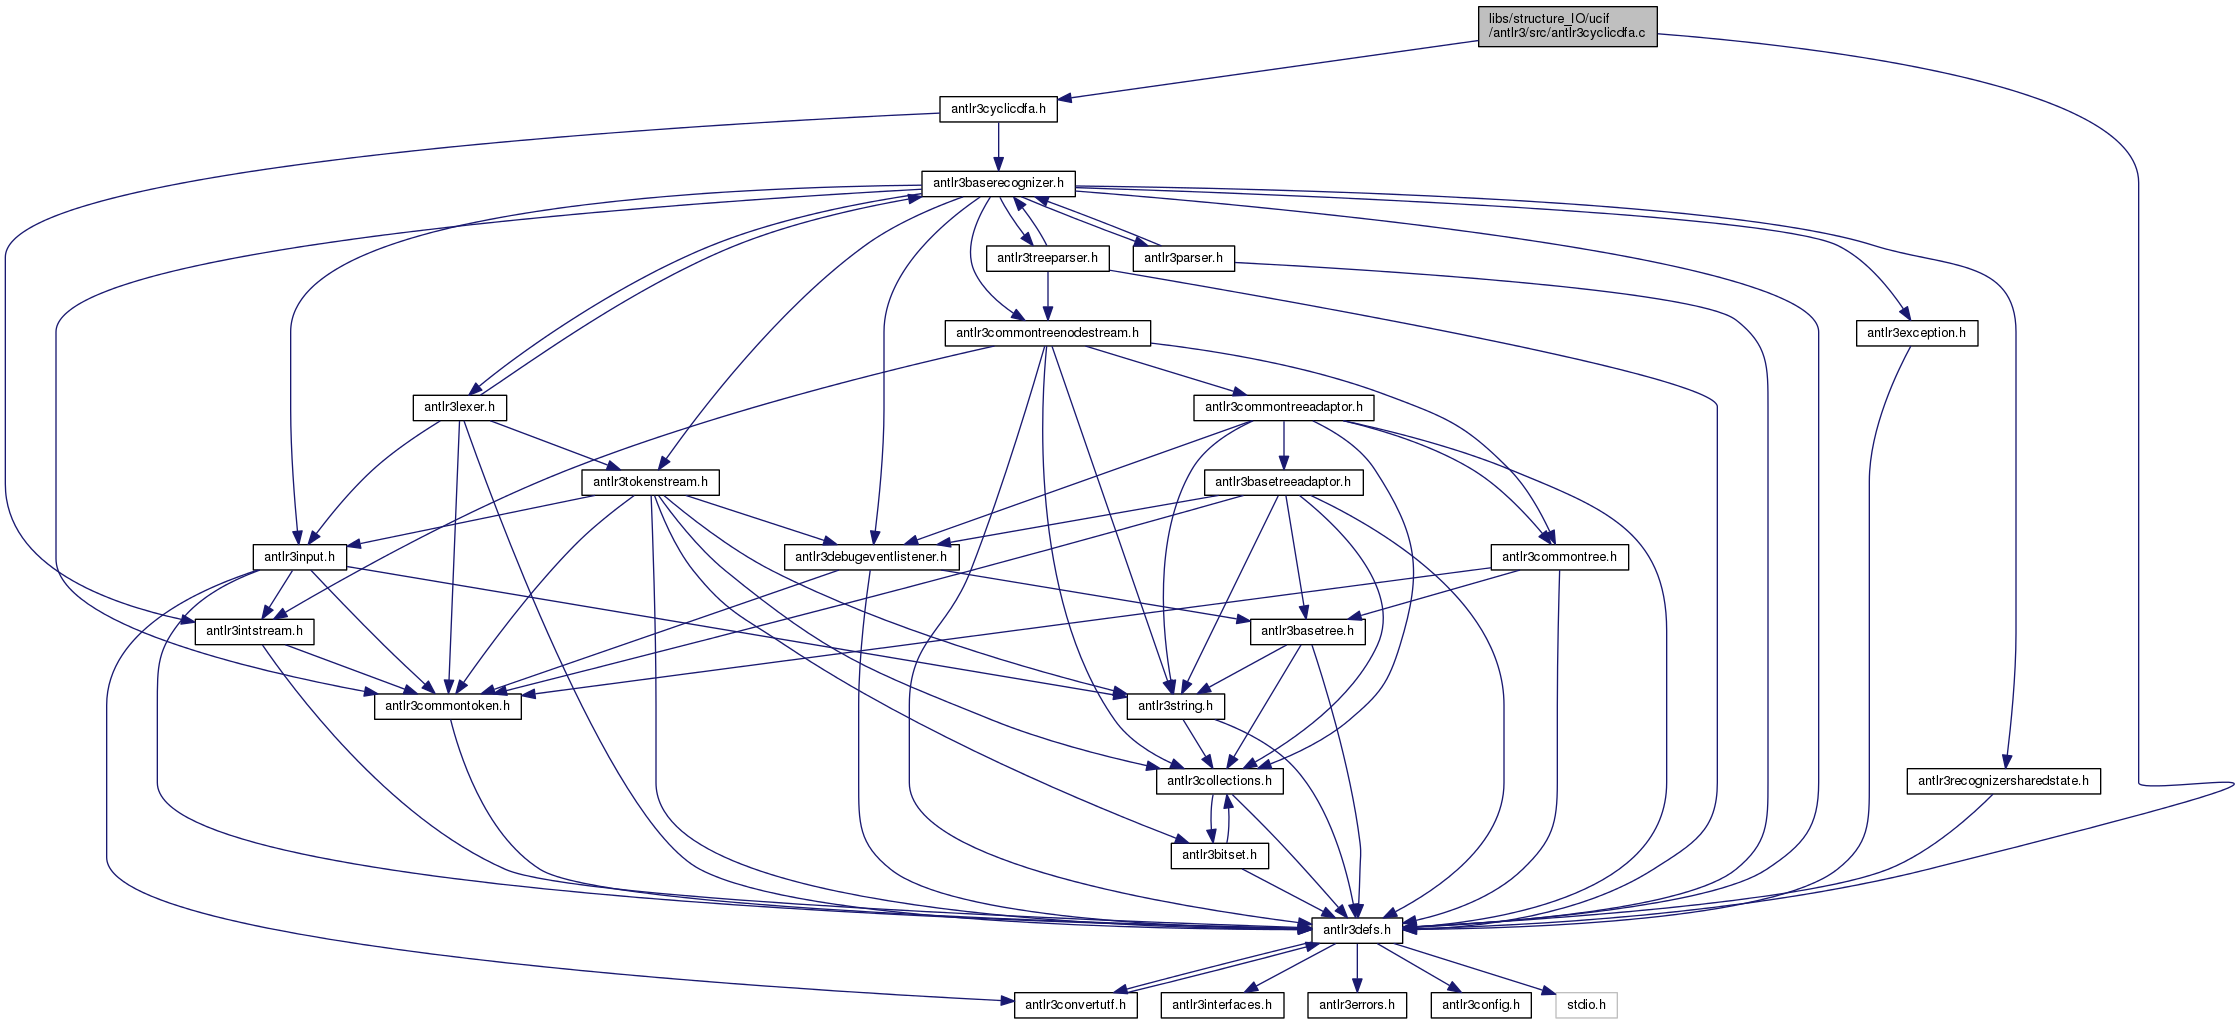 libs/structure_IO/ucif
/antlr3/src/antlr3cyclicdfa.c
antlr3cyclicdfa.h
antlr3baserecognizer.h
antlr3treeparser.h
antlr3parser.h
antlr3commontreenodestream.h
antlr3exception.h
antlr3lexer.h
antlr3commontreeadaptor.h
antlr3tokenstream.h
antlr3basetreeadaptor.h
antlr3input.h
antlr3debugeventlistener.h
antlr3commontree.h
antlr3intstream.h
antlr3basetree.h
antlr3commontoken.h
antlr3string.h
antlr3collections.h
antlr3recognizersharedstate.h
antlr3bitset.h
antlr3defs.h
antlr3convertutf.h
antlr3interfaces.h
antlr3errors.h
antlr3config.h
stdio.h